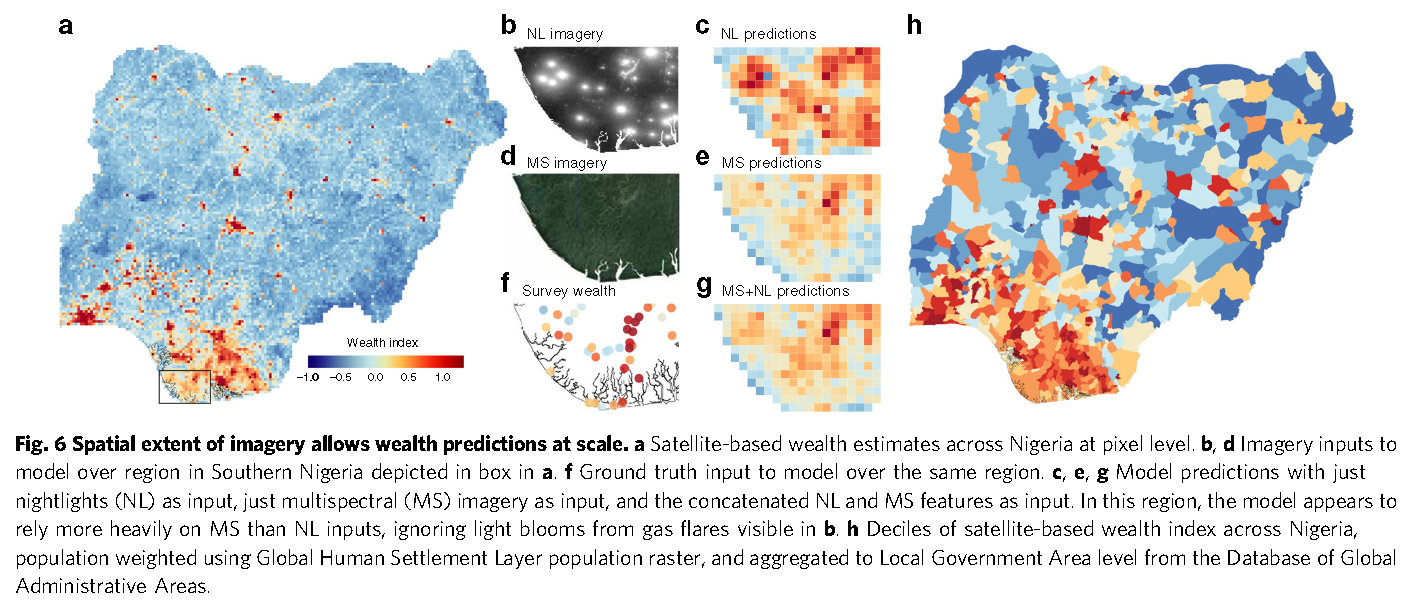 a
b
NL imagery
c
NL predictions
h
d
MS imagery
e
MS predictions
f
Survey wealth
g
MS+NL predictions
Wealth index
−1.0 −0.5 0.0 0.5 1.0
Fig. 6 Spatial extent of imagery allows wealth predictions at scale. a Satellite-based wealth estimates across Nigeria at pixel level. b, d Imagery inputs to
model over region in Southern Nigeria depicted in box in a. f Ground truth input to model over the same region. c, e, g Model predictions with just
nightlights (NL) as input, just multispectral (MS) imagery as input, and the concatenated NL and MS features as input. In this region, the model appears to
rely more heavily on MS than NL inputs, ignoring light blooms from gas flares visible in b. h Deciles of satellite-based wealth index across Nigeria,
population weighted using Global Human Settlement Layer population raster, and aggregated to Local Government Area level from the Database of Global
Administrative Areas.